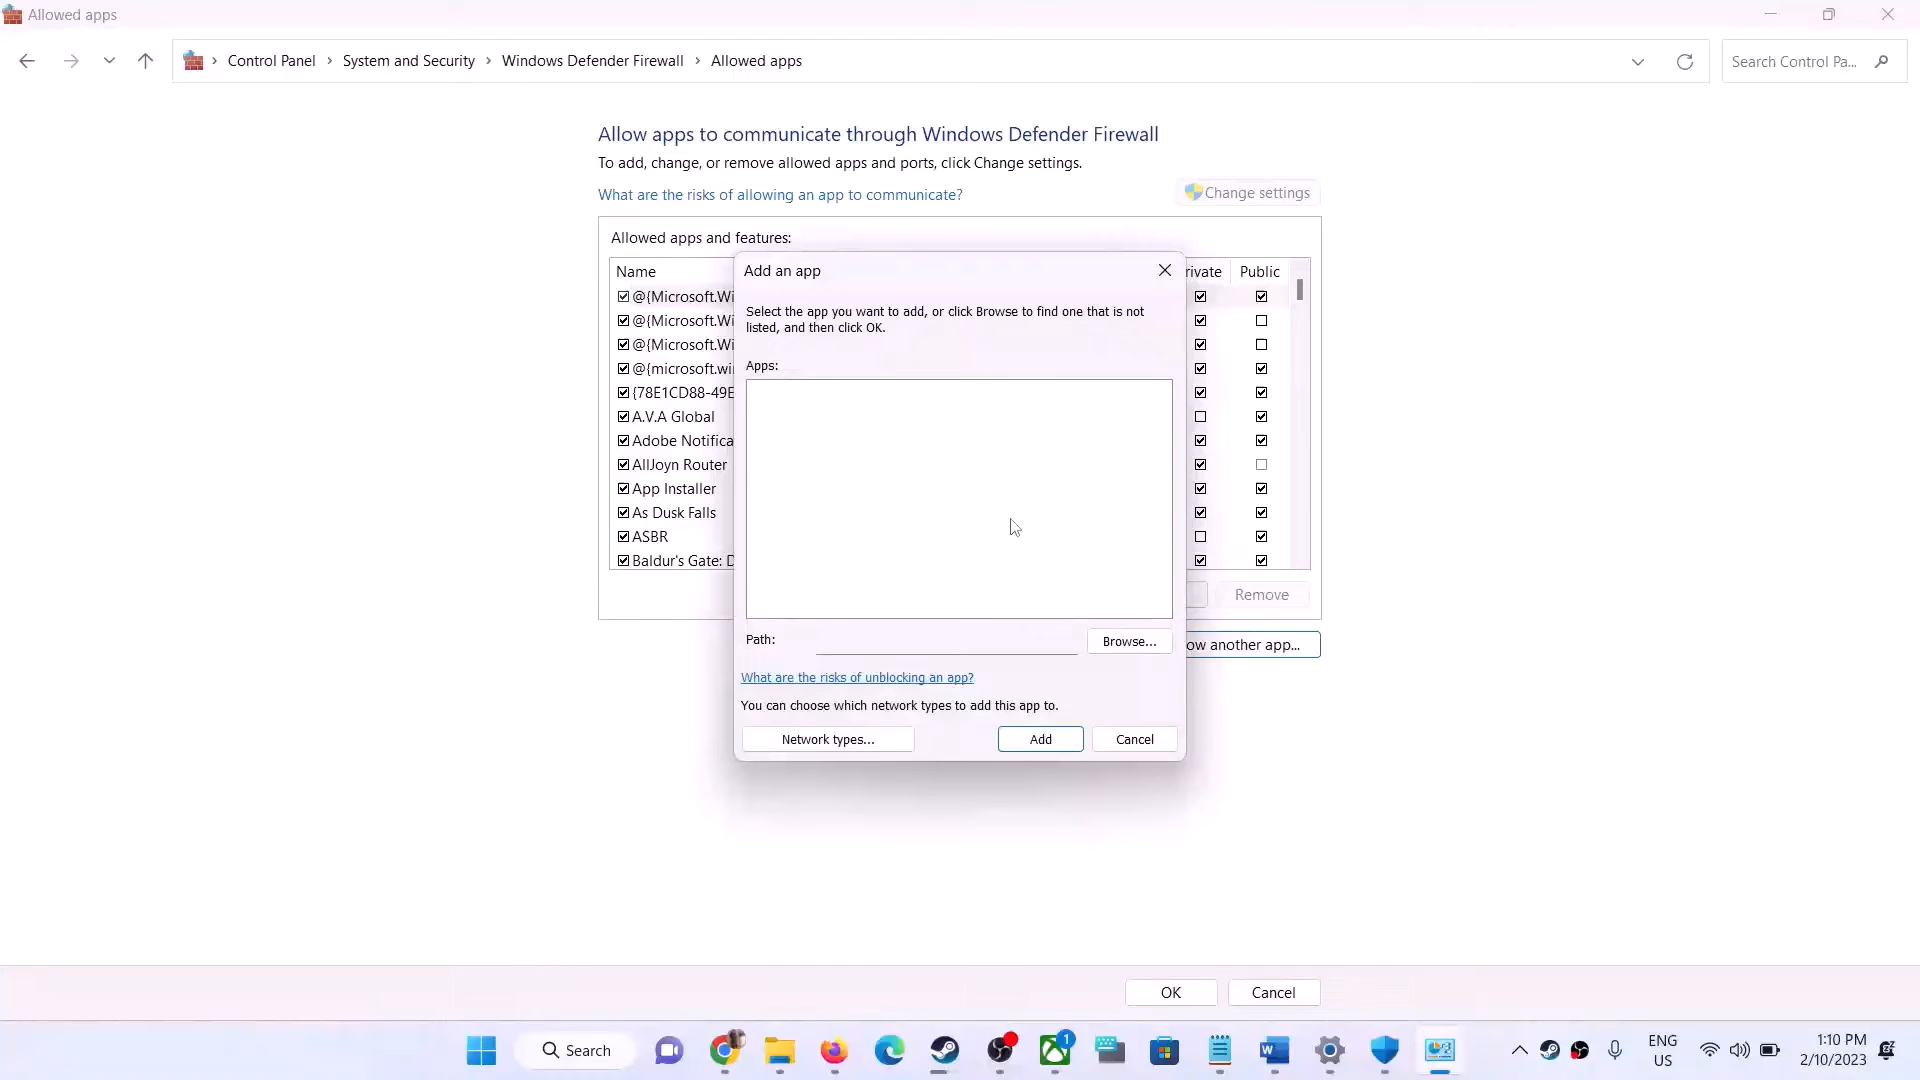 Allowed apps
Control Panel › System and Security › Windows Defender Firewall › Allowed apps
Search Control Pa...
Allow apps to communicate through Windows Defender Firewall
To add, change, or remove allowed apps and ports, click Change settings.
What are the risks of allowing an app to communicate?
Change settings
Allowed apps and features:
Name
rivate Public
@{Microsoft.Wi
@{Microsoft.Wi
@{Microsoft.Wi
@{microsoft.wi
{78E1CD88-49E
A.V.A Global
Adobe Notifica
AllJoyn Router
App Installer
As Dusk Falls
ASBR
Baldur's Gate: D
Remove
ow another app...
Add an app
Select the app you want to add, or click Browse to find one that is not
listed, and then click OK.
Apps:
Path:
Browse...
What are the risks of unblocking an app?
You can choose which network types to add this app to.
Network types... Add Cancel
OK Cancel
Search
1
ENG
US
1:10 PM
2/10/2023